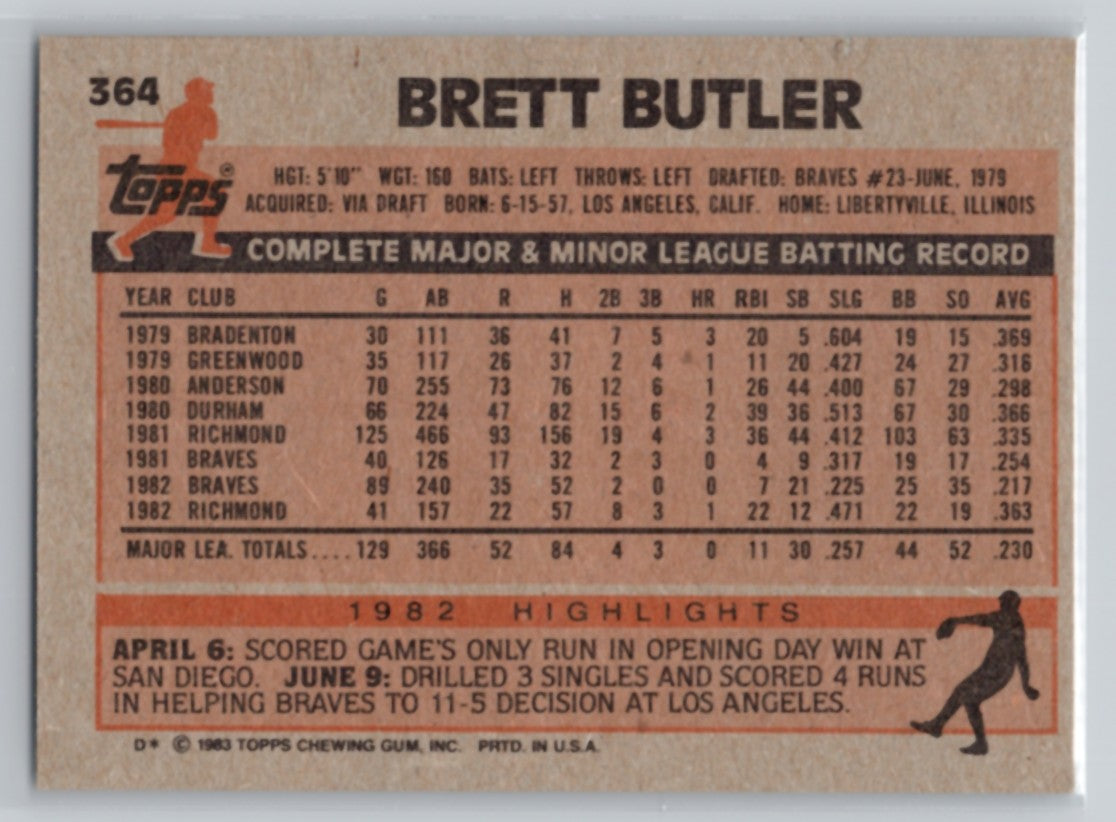 364
BRETT BUTLER
topps®
HGT: 5'10" WGT: 160 BATS: LEFT THROWS: LEFT DRAFTED: BRAVES #23-JUNE, 1979
ACQUIRED: VIA DRAFT BORN: 6-15-57, LOS ANGELES, CALIF. HOME: LIBERTYVILLE, ILLINOIS
COMPLETE MAJOR & MINOR LEAGUE BATTING RECORD
YEAR CLUB G AB R H 2B 3B HR RBI SB SLG BB SO AVG
1979 BRADENTON 30 111 36 41 7 5 3 20 5 .604 19 15 .369
1979 GREENWOOD 35 117 26 37 2 4 1 11 20 .427 24 27 .316
1980 ANDERSON 70 255 73 76 12 6 1 26 44 .400 67 29 .298
1980 DURHAM 66 224 47 82 15 6 2 39 36 .513 67 30 .366
1981 RICHMOND 125 466 93 156 19 4 3 36 44 .412 103 63 .335
1981 BRAVES 40 126 17 32 2 3 0 4 9 .317 19 17 .254
1982 BRAVES 89 240 35 52 2 0 0 7 21 .225 25 35 .217
1982 RICHMOND 41 157 22 57 8 3 1 22 12 .471 22 19 .363
MAJOR LEA. TOTALS.... 129 366 52 84 4 3 0 11 30 .257 44 52 .230
1982 HIGHLIGHTS
APRIL 6: SCORED GAME'S ONLY RUN IN OPENING DAY WIN AT
SAN DIEGO. JUNE 9: DRILLED 3 SINGLES AND SCORED 4 RUNS
IN HELPING BRAVES TO 11-5 DECISION AT LOS ANGELES.
D* © 1983 TOPPS CHEWING GUM, INC. PRTD. IN U.S.A.